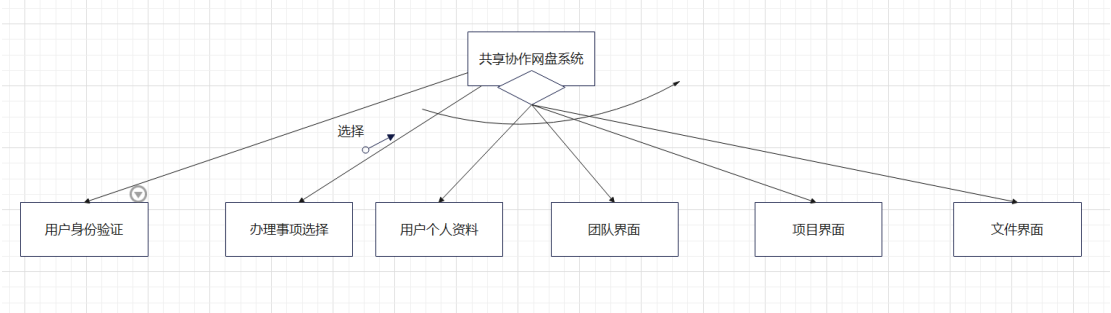 共享协作网盘系统
选择
用户身份验证
办理事项选择
用户个人资料
团队界面
项目界面
文件界面